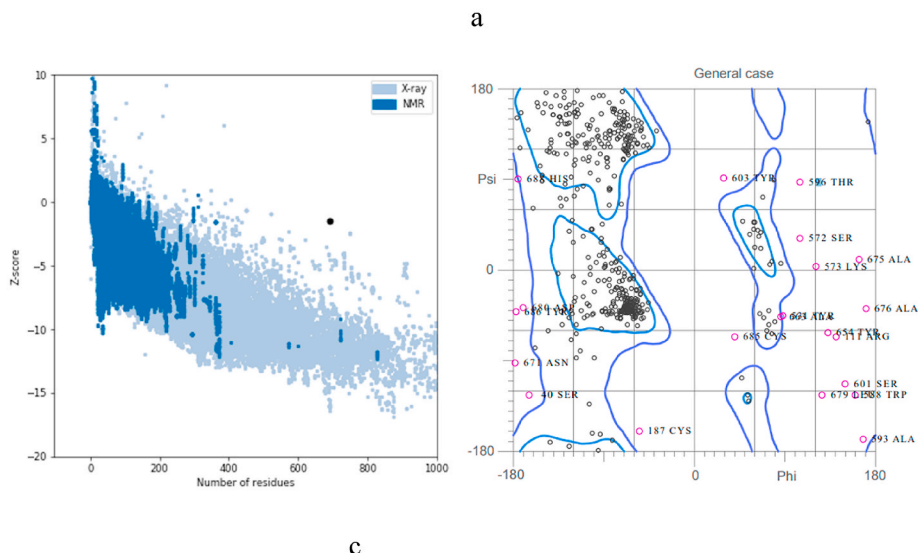 a
10
5
0
−5
−10
−15
−20
Z-score
0
200
400
600
800
1000
Number of residues
X-ray
NMR
General case
180
Psi
0
-180
-180
0
Phi
180
688 HIS
603 TYR
596 THR
572 SER
675 ALA
573 LYS
680 ASP
686 TYR
676 ALA
685 CYS
654 TYR
111 ARG
671 ASN
601 SER
40 SER
679 LEU
588 TRP
187 CYS
593 ALA
c